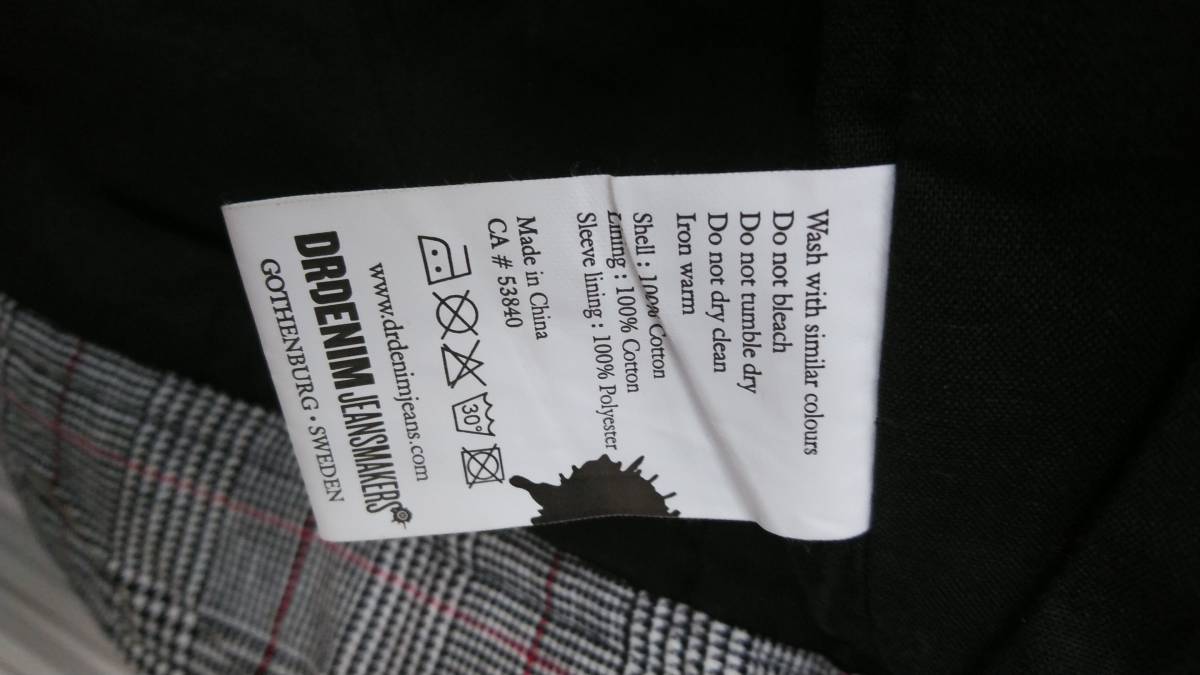 Wash with similar colours
Do not bleach
Do not tumble dry
Do not dry clean
Iron warm
Shell : 100% Cotton
Lining : 100% Cotton
Sleeve lining : 100% Polyester
Made in China
CA # 53840
30°
www.drdenimjeans.com
DRDENIM JEANSMAKERS
GOTHENBURG • SWEDEN